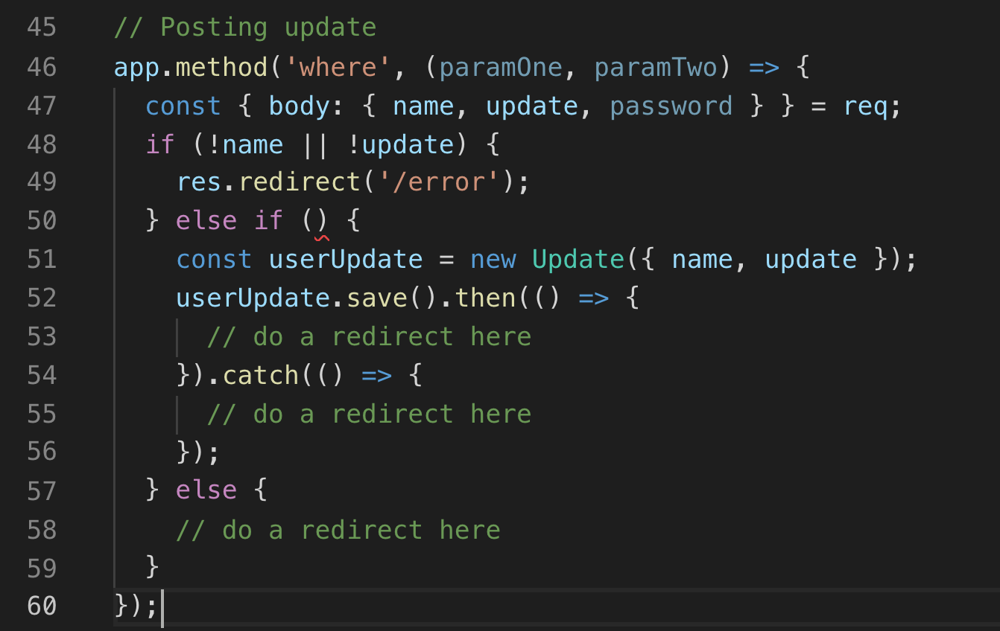 45 // Posting update
46 app.method('where', (paramOne, paramTwo) => {
47 const { body: { name, update, password } } = req;
48 if (!name || !update) {
49 res.redirect('/error');
50 } else if () {
51 const userUpdate = new Update({ name, update });
52 userUpdate.save().then(() => {
53 // do a redirect here
54 }).catch(() => {
55 // do a redirect here
56 });
57 } else {
58 // do a redirect here
59 }
60 });